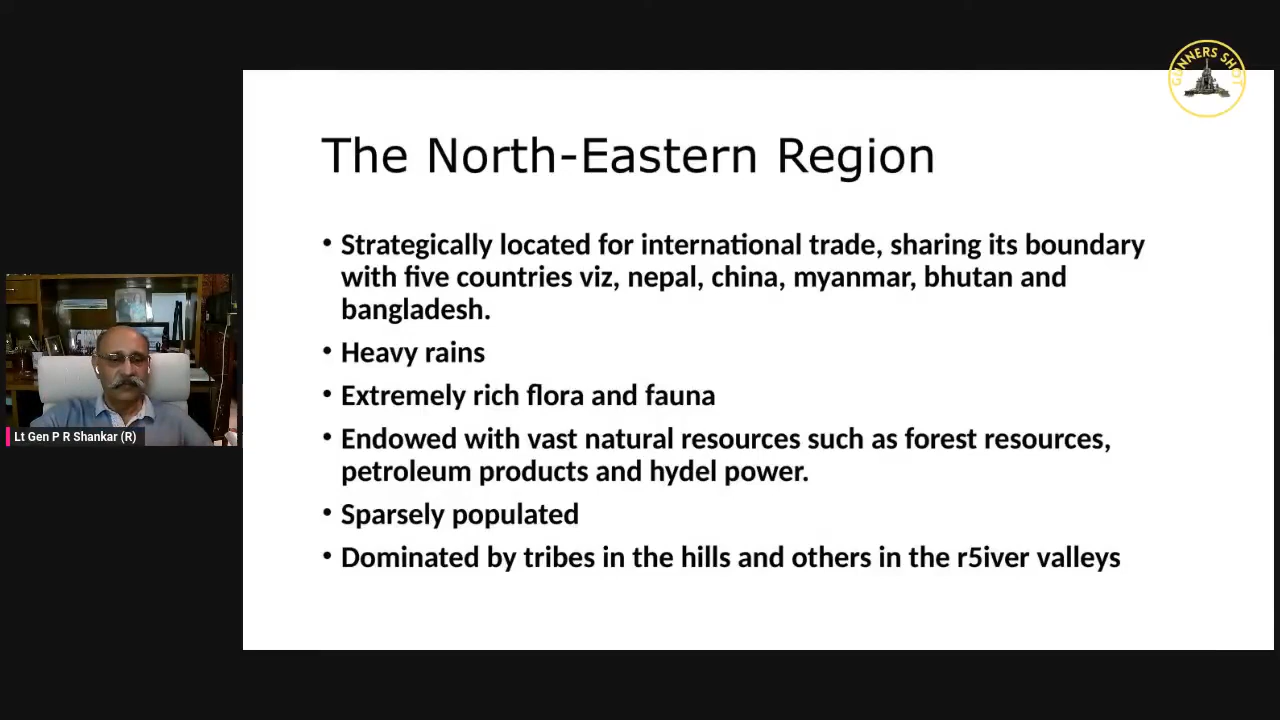 GUNNERS SHOT
The North-Eastern Region
• Strategically located for international trade, sharing its boundary
with five countries viz, nepal, china, myanmar, bhutan and
bangladesh.
• Heavy rains
• Extremely rich flora and fauna
• Endowed with vast natural resources such as forest resources,
petroleum products and hydel power.
• Sparsely populated
• Dominated by tribes in the hills and others in the r5iver valleys
Lt Gen P R Shankar (R)